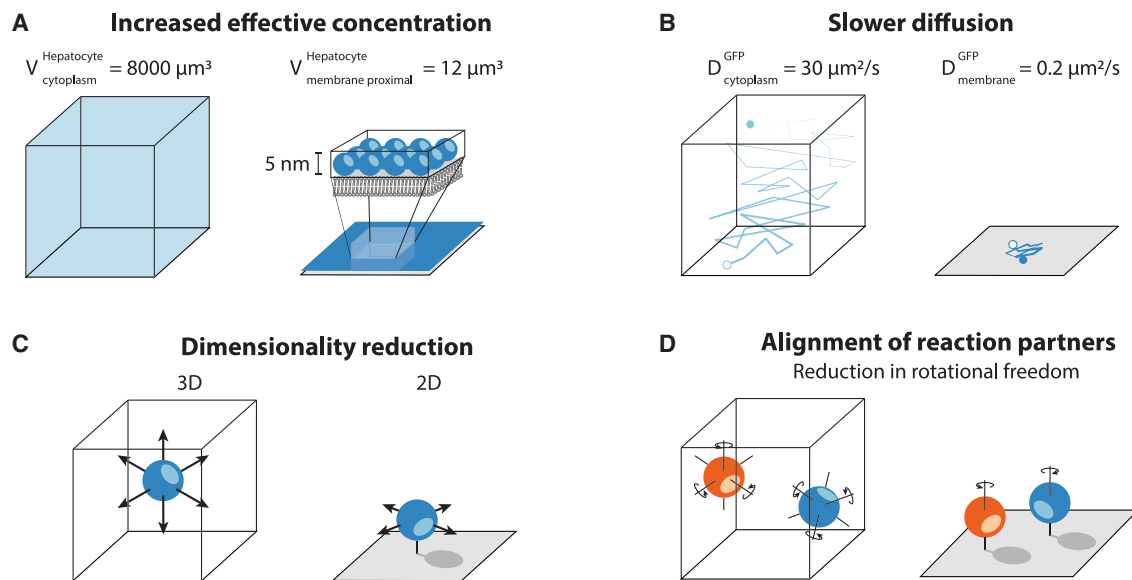 A Increased effective concentration
V Hepatocyte cytoplasm = 8000 µm³
V Hepatocyte membrane proximal = 12 µm³
5 nm
B Slower diffusion
D GFP cytoplasm = 30 µm²/s
D GFP membrane = 0.2 µm²/s
C Dimensionality reduction
3D 2D
D Alignment of reaction partners
Reduction in rotational freedom